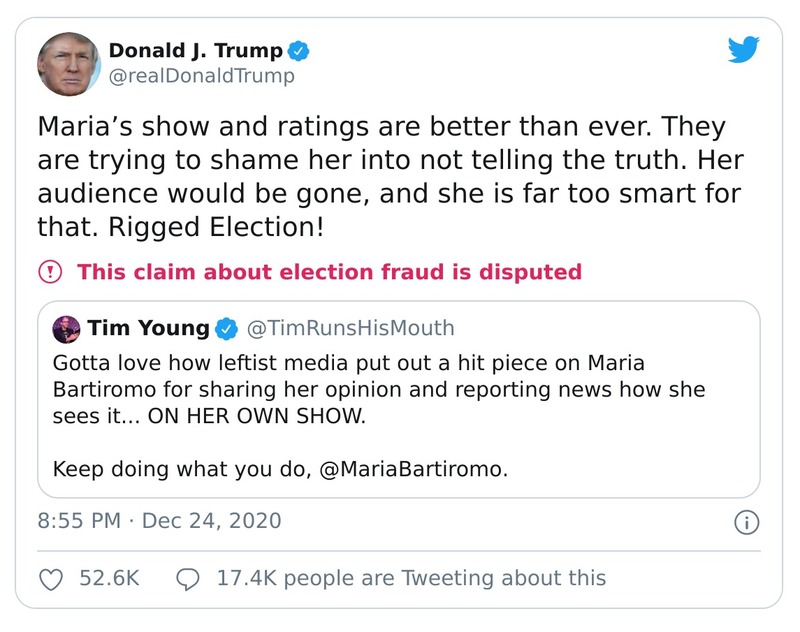 Donald J. Trump
@realDonaldTrump
Maria’s show and ratings are better than ever. They
are trying to shame her into not telling the truth. Her
audience would be gone, and she is far too smart for
that. Rigged Election!
This claim about election fraud is disputed
Tim Young @TimRunsHisMouth
Gotta love how leftist media put out a hit piece on Maria
Bartiromo for sharing her opinion and reporting news how she
sees it... ON HER OWN SHOW.
Keep doing what you do, @MariaBartiromo.
8:55 PM · Dec 24, 2020
52.6K 17.4K people are Tweeting about this